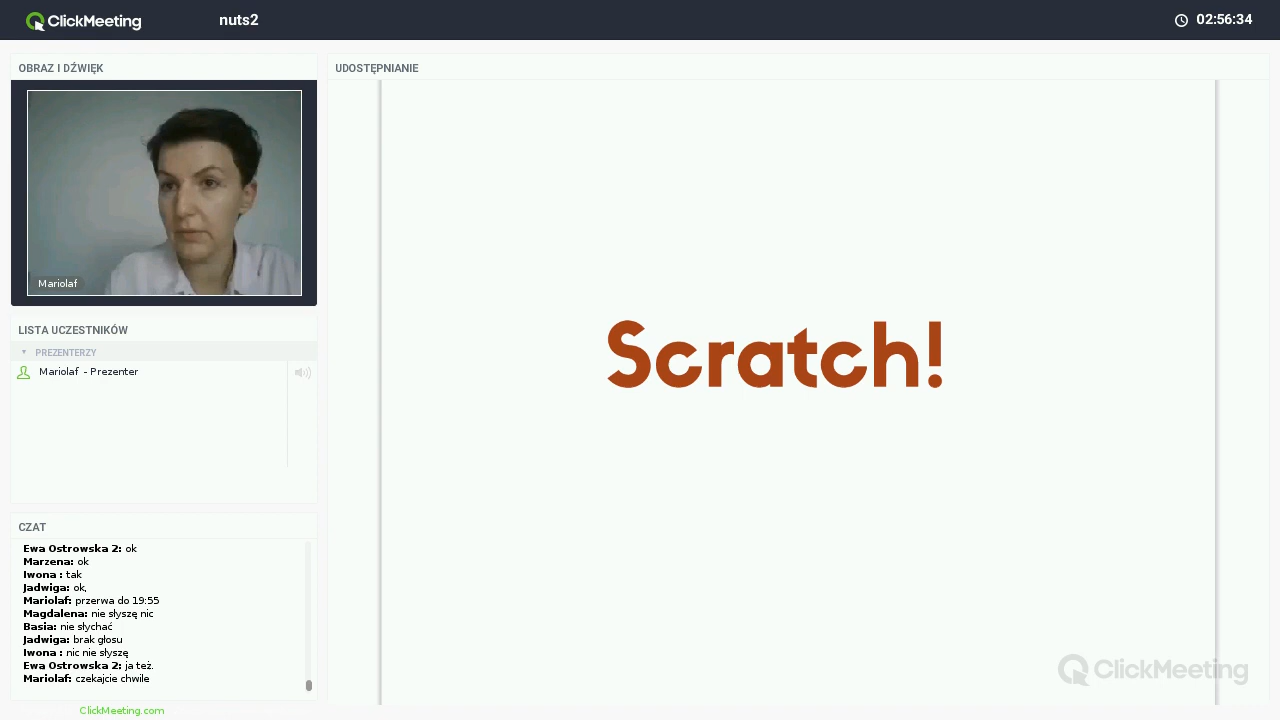 ClickMeeting
nuts2
02:56:34
OBRAZ I DŹWIĘK
Mariolaf
LISTA UCZESTNIKÓW
PREZENTERZY
Mariolaf - Prezenter
CZAT
Ewa Ostrowska 2: ok
Marzena: ok
Iwona : tak
Jadwiga: ok,
Mariolaf: przerwa do 19:55
Magdalena: nie słyszę nic
Basia: nie słychać
Jadwiga: brak głosu
Iwona : nic nie słyszę
Ewa Ostrowska 2: ja też.
Mariolaf: czekajcie chwile
ClickMeeting.com
UDOSTĘPNIANIE
Scratch!
ClickMeeting